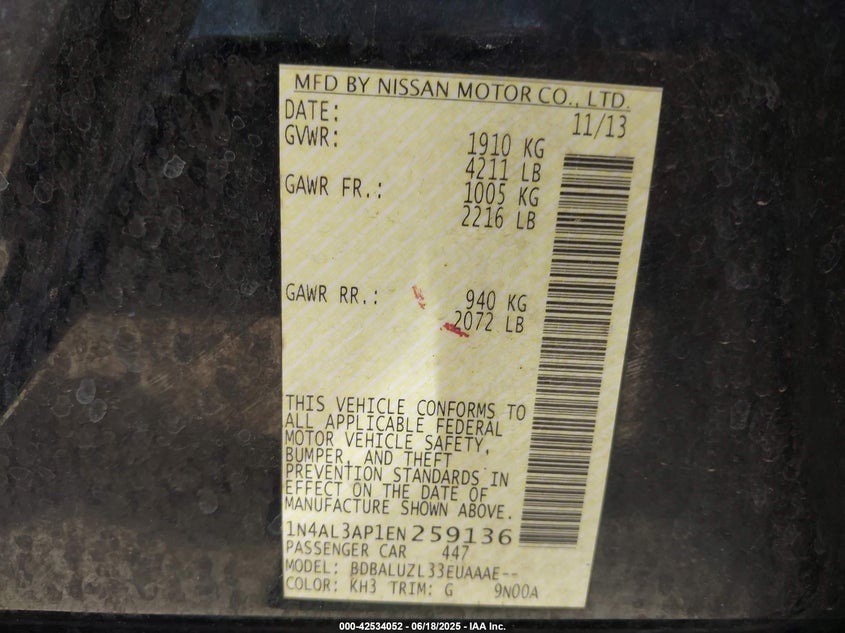 MFD BY NISSAN MOTOR CO., LTD.
DATE: 11/13
GVWR: 1910 KG
4211 LB
GAWR FR.: 1005 KG
2216 LB
GAWR RR.: 940 KG
2072 LB
THIS VEHICLE CONFORMS TO
ALL APPLICABLE FEDERAL
MOTOR VEHICLE SAFETY,
BUMPER, AND THEFT
PREVENTION STANDARDS IN
EFFECT ON THE DATE OF
MANUFACTURE SHOWN ABOVE.
1N4AL3AP1EN259136
PASSENGER CAR 447
MODEL: BDBALUZL33EUAAAE--
COLOR: KH3 TRIM: G 9N00A
000-42534052 - 06/18/2025 - IAA Inc.